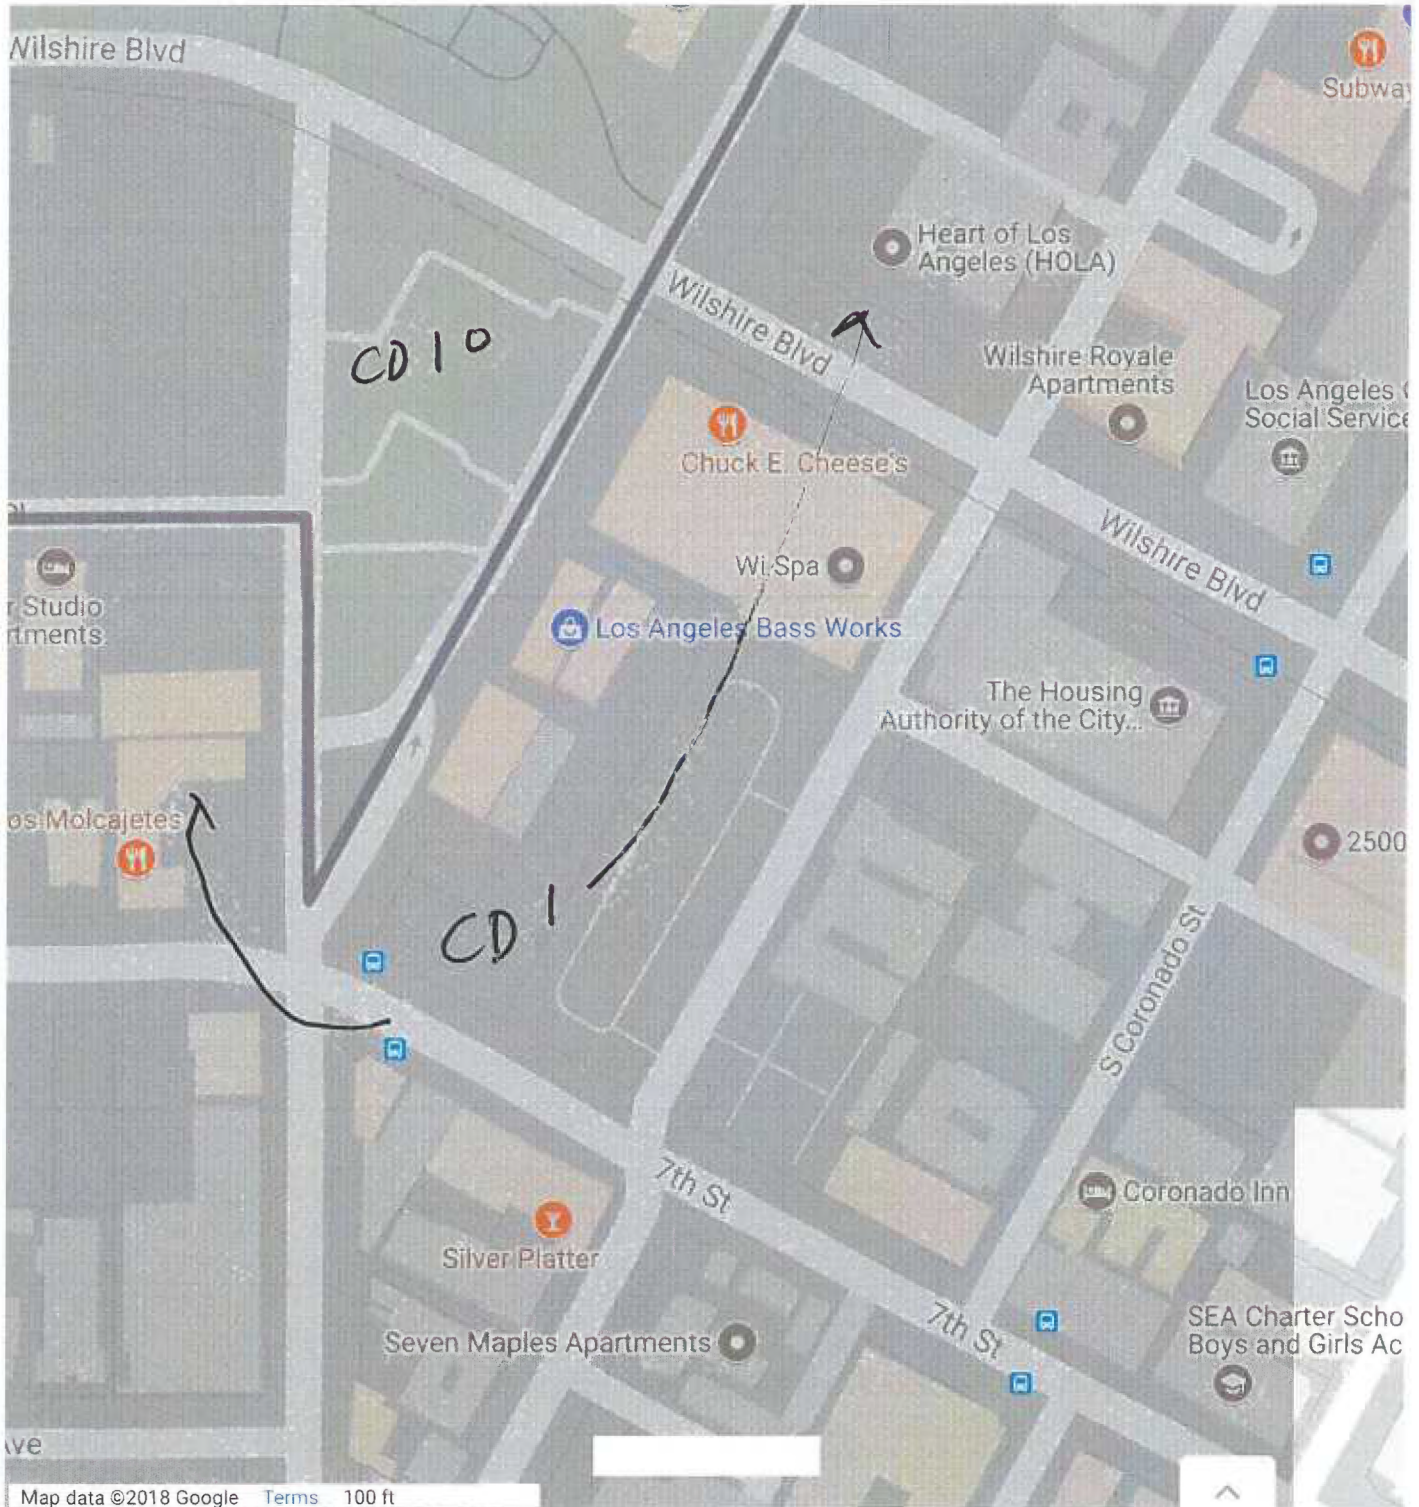 Wilshire Blvd
Subway
Heart of Los
Angeles (HOLA)
CD 10
Wilshire Blvd
Wilshire Royale
Apartments
Los Angeles
Social Service
Chuck E. Cheese's
Wilshire Blvd
Wi Spa
r Studio
rtments
Los Angeles Bass Works
The Housing
Authority of the City...
os Molcajetes
2500
CD 1
S Coronado St
7th St
Coronado Inn
Silver Platter
7th St
SEA Charter Scho
Boys and Girls Ac
Seven Maples Apartments
Ave
Map data ©2018 Google Terms 100 ft